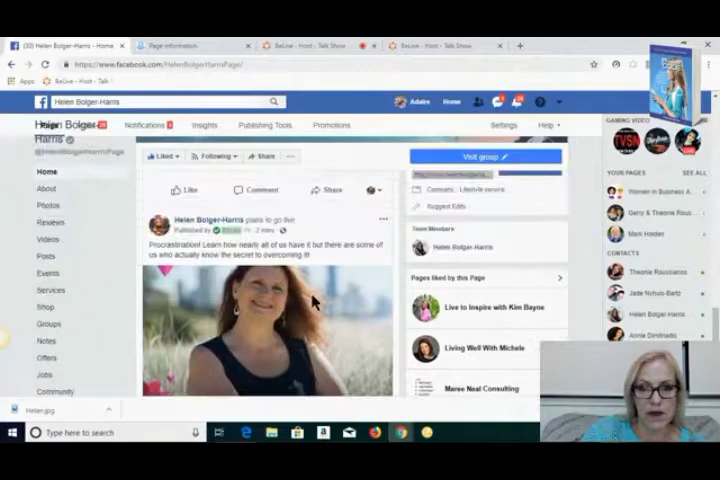 (30) Helen Bolger-Harris - Home
Page information
BeLive - Host - Talk Show
BeLive - Host - Talk Show
https://www.facebook.com/HelenBolgerHarrisPage/
Apps
BeLive - Host - Talk
Helen Bolger-Harris
Adaire
Home
Helen Bolger-Harris
Notifications
Insights
Publishing Tools
Promotions
Settings
Help
@HelenBolgerHarrisPage
Home
About
Photos
Reviews
Videos
Posts
Events
Services
Shop
Groups
Notes
Offers
Jobs
Community
Liked
Following
Share
Visit group
Like
Comment
Share
Helen Bolger-Harris plans to go live.
Published by
2 mins
Procrastination! Learn how nearly all of us have it but there are some of
us who actually know the secret to overcoming it!
Lifestyle service
Suggest Edits
Team Members
Helen Bolger-Harris
Pages liked by this Page
Live to Inspire with Kim Bayne
Living Well With Michele
Maree Neal Consulting
GAMING VIDEO
TVSN
YOUR PAGES
SEE ALL
Women in Business A...
Gerry & Theonie Rous...
Mark Holden
CONTACTS
Theonie Roussianos
Jade Nuhuis-Bartz
Helen Bolger-Harris
Annie Dimitriadis
Helen.jpg
Type here to search